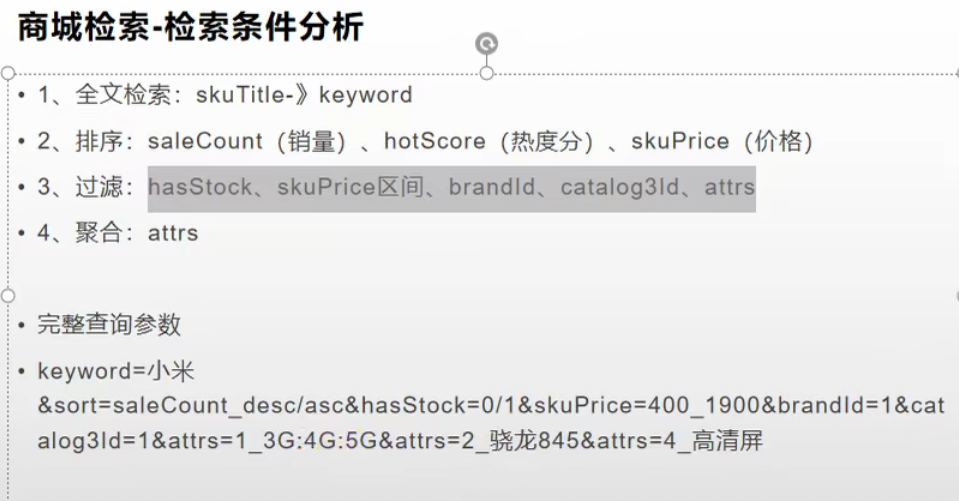 商城检索-检索条件分析
• 1、全文检索：skuTitle-》keyword
• 2、排序：saleCount（销量）、hotScore（热度分）、skuPrice（价格）
• 3、过滤：hasStock、skuPrice区间、brandId、catalog3Id、attrs
• 4、聚合：attrs
• 完整查询参数
• keyword=小米
&sort=saleCount_desc/asc&hasStock=0/1&skuPrice=400_1900&brandId=1&cat
alog3Id=1&attrs=1_3G:4G:5G&attrs=2_骁龙845&attrs=4_高清屏